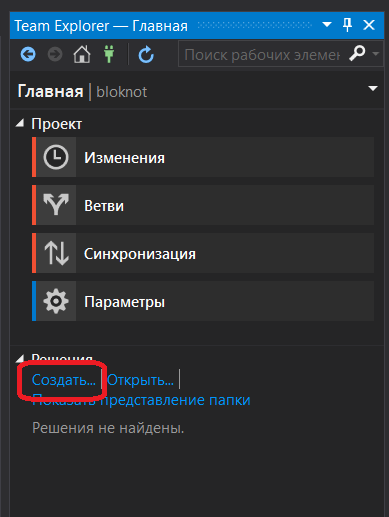 Team Explorer — Главная
Поиск рабочих элемен
Главная | bloknot
Проект
Изменения
Ветви
Синхронизация
Параметры
Решения
Создать... | Открыть... |
Показать представление папки
Решения не найдены.